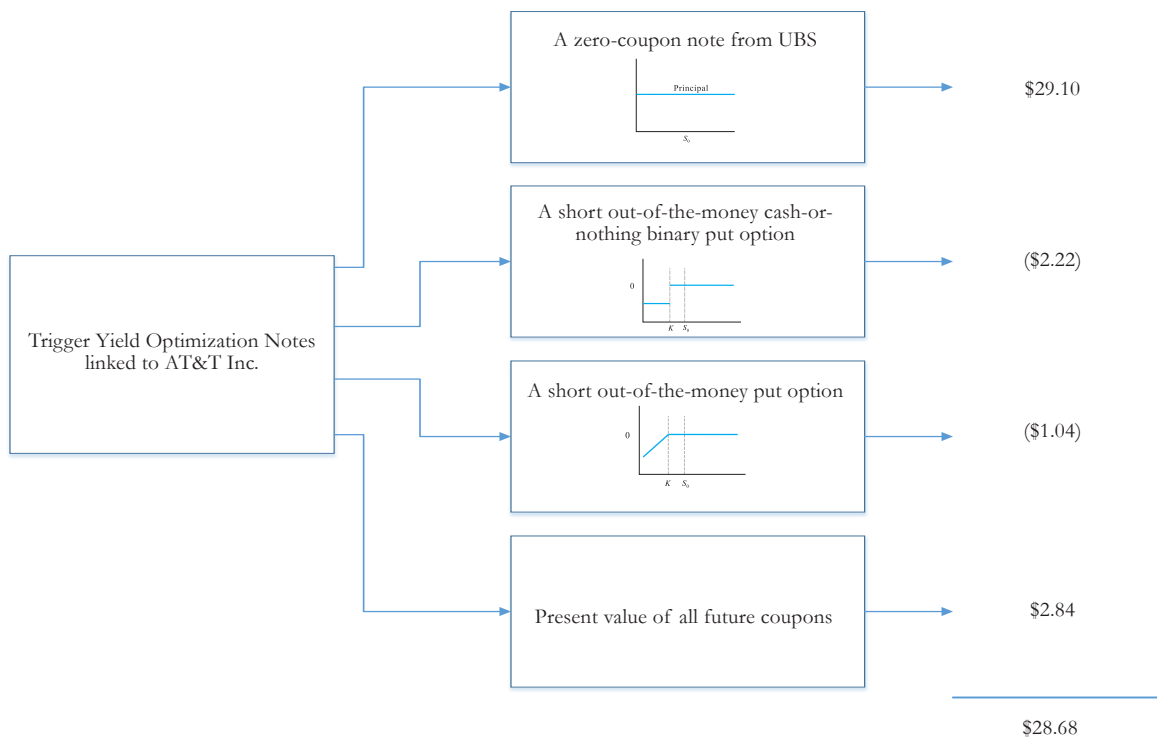 A zero-coupon note from UBS
Principal
S₀
$29.10
A short out-of-the-money cash-or-
nothing binary put option
0
K S₀
($2.22)
Trigger Yield Optimization Notes
linked to AT&T Inc.
A short out-of-the-money put option
0
K S₀
($1.04)
Present value of all future coupons
$2.84
$28.68